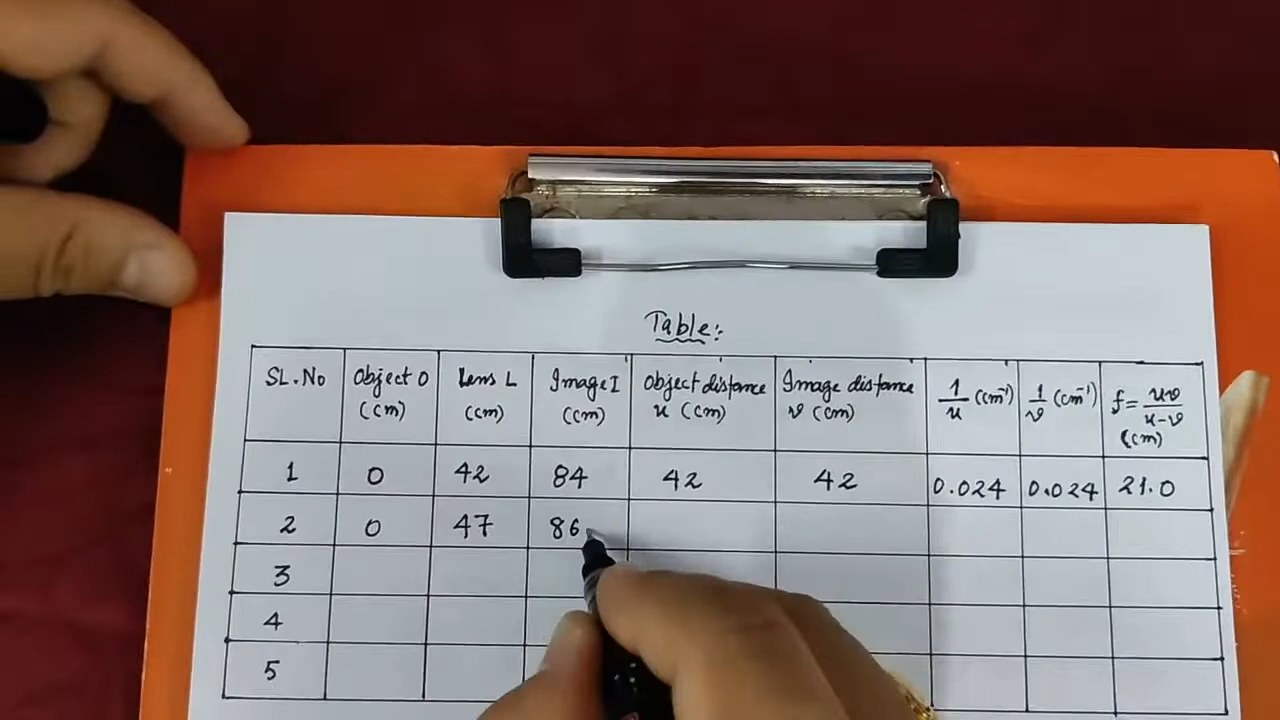 Table:
SL.No Object O (cm) Lens L (cm) Image I (cm) Object distance u (cm) Image distance v (cm) 1/u (cm⁻¹) 1/v (cm⁻¹) f = uv/u-v (cm)
1 0 42 84 42 42 0.024 0.024 21.0
2 0 47 86
3
4
5